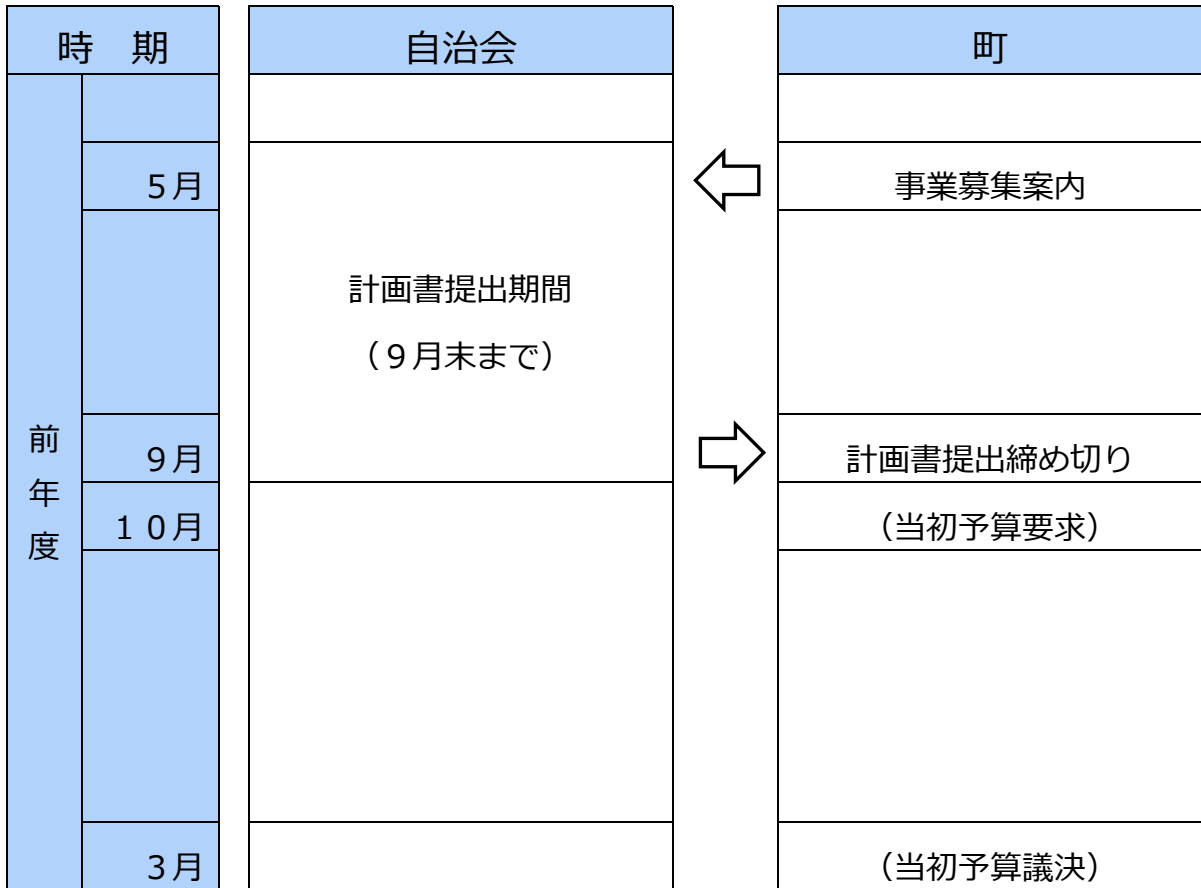 時　期
自治会
町
５月
事業募集案内
計画書提出期間
（９月末まで）
前年度
９月
計画書提出締め切り
１０月
（当初予算要求）
３月
（当初予算議決）